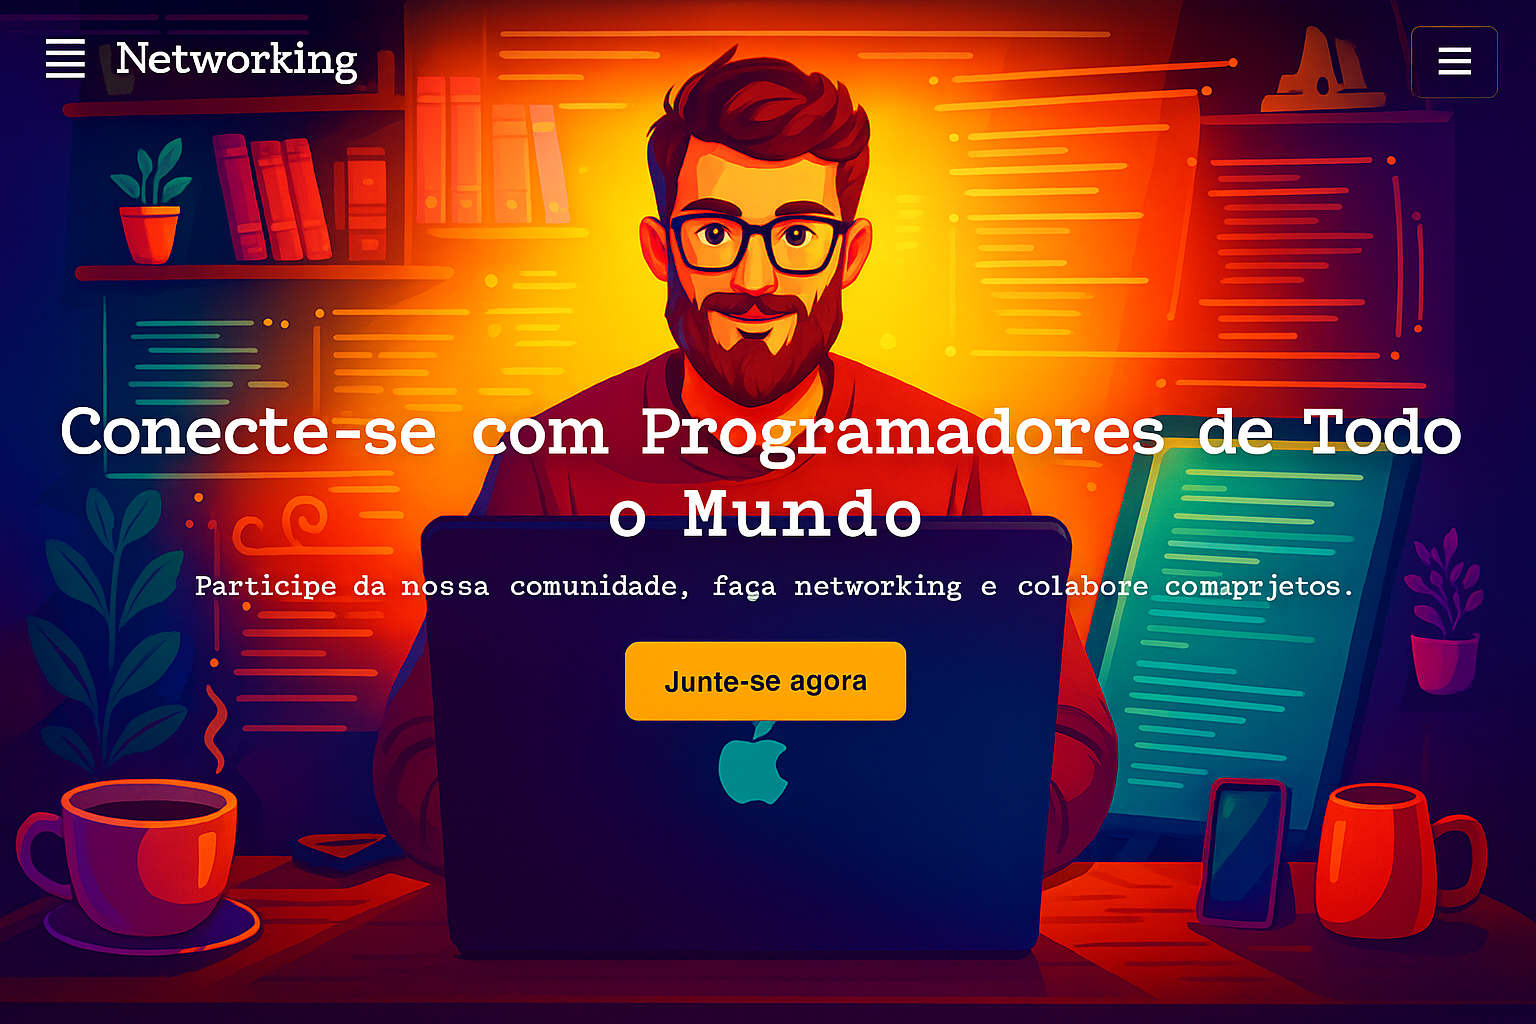 Networking
Conecte-se com Programadores de Todo
o Mundo
Participe da nossa comunidade, faça networking e colabore comaprjetos.
Junte-se agora